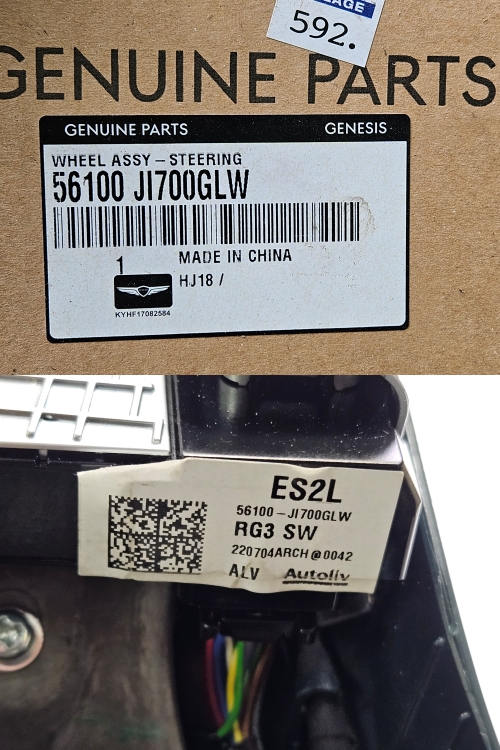 592.
GENUINE PARTS
GENUINE PARTS GENESIS
WHEEL ASSY-STEERING
56100 JI700GLW
1 MADE IN CHINA
HJ18 /
KYHF17082584
ES2L
56100-JI700GLW
RG3 SW
220704ARCH@0042
ALV Autoliv